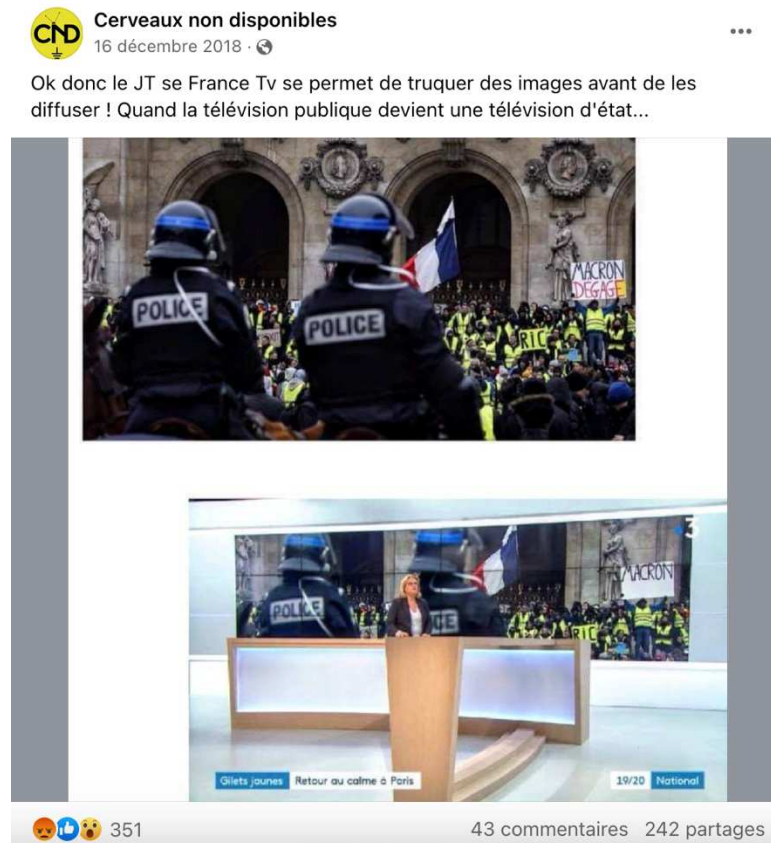 CND
Cerveaux non disponibles
16 décembre 2018
Ok donc le JT se France Tv se permet de truquer des images avant de les
diffuser ! Quand la télévision publique devient une télévision d'état...
MACRON
DEGAGE
POLICE
POLICE
RIC
3
MACRON
POLICE
CE
RIC
Gilets jaunes Retour au calme à Paris 19/20 National
351 43 commentaires 242 partages